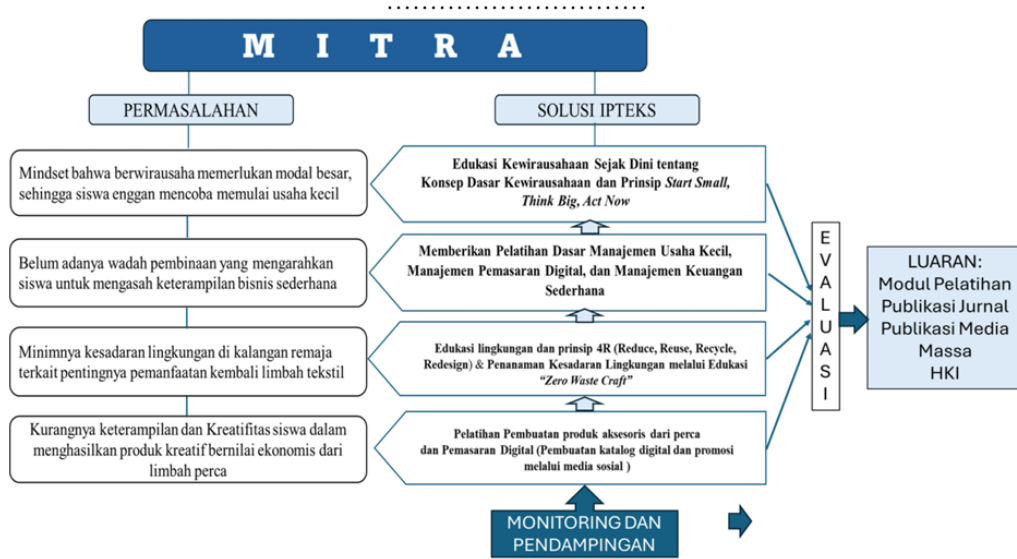 M I T R A
PERMASALAHAN
SOLUSI IPTEKS
Mindset bahwa berwirausaha memerlukan modal besar,
sehingga siswa enggan mencoba memulai usaha kecil
Edukasi Kewirausahaan Sejak Dini tentang
Konsep Dasar Kewirausahaan dan Prinsip Start Small,
Think Big, Act Now
Belum adanya wadah pembinaan yang mengarahkan
siswa untuk mengasah keterampilan bisnis sederhana
Memberikan Pelatihan Dasar Manajemen Usaha Kecil,
Manajemen Pemasaran Digital, dan Manajemen Keuangan
Sederhana
Minimnya kesadaran lingkungan di kalangan remaja
terkait pentingnya pemanfaatan kembali limbah tekstil
Edukasi lingkungan dan prinsip 4R (Reduce, Reuse, Recycle,
Redesign) & Penanaman Kesadaran Lingkungan melalui Edukasi
“Zero Waste Craft”
Kurangnya keterampilan dan Kreatifitas siswa dalam
menghasilkan produk kreatif bernilai ekonomis dari
limbah perca
Pelatihan Pembuatan produk aksesoris dari perca
dan Pemasaran Digital (Pembuatan katalog digital dan promosi
melalui media sosial )
MONITORING DAN
PENDAMPINGAN
EVALUASI
LUARAN:
Modul Pelatihan
Publikasi Jurnal
Publikasi Media
Massa
HKI